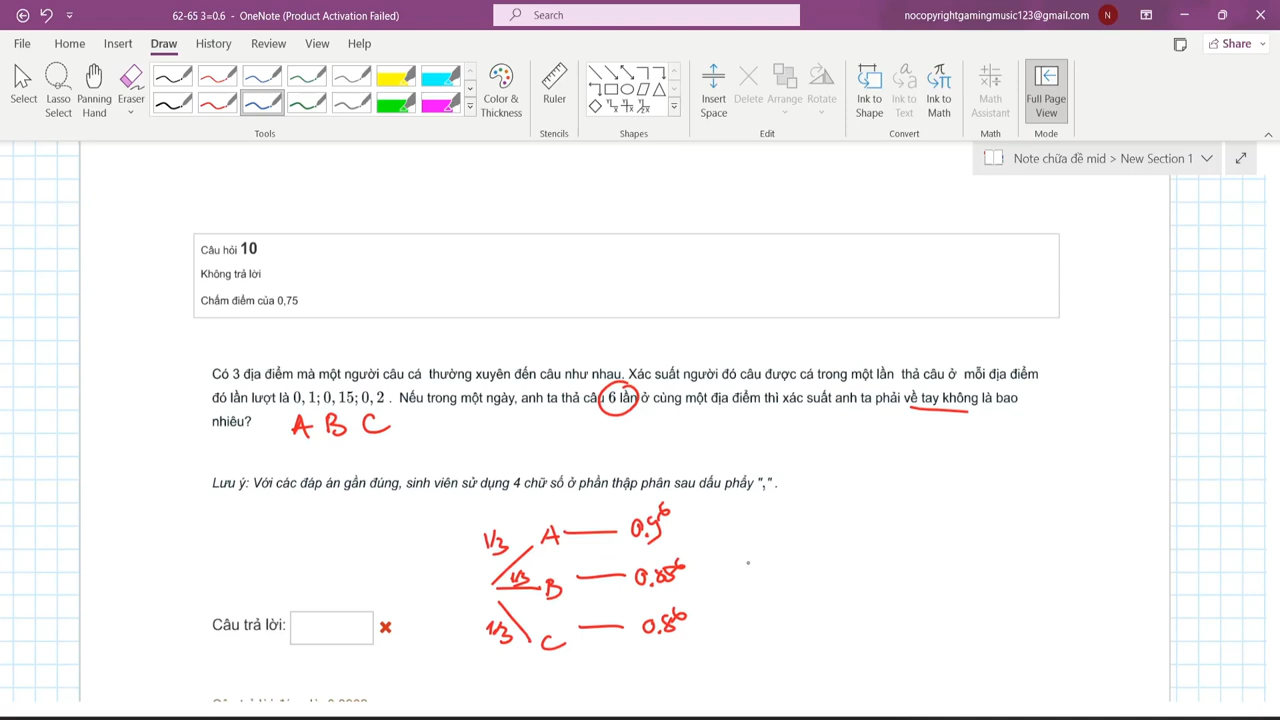 62-65 3=0.6 - OneNote (Product Activation Failed)
Search
nocopyrightgamingmusic123@gmail.com
N
File Home Insert Draw History Review View Help
Share
Select
Lasso Select
Panning Hand
Eraser
Color & Thickness
Ruler
Insert Space
Delete
Arrange
Rotate
Ink to Shape
Ink to Text
Ink to Math
Math Assistant
Full Page View
Tools Stencils Shapes Edit Convert Math Mode
Note chữa đề mid > New Section 1
Câu hỏi 10
Không trả lời
Chấm điểm của 0,75
Có 3 địa điểm mà một người câu cá thường xuyên đến câu như nhau. Xác suất người đó câu được cá trong một lần thả câu ở mỗi địa điểm
đó lần lượt là 0, 1; 0, 15; 0, 2 . Nếu trong một ngày, anh ta thả câu 6 lần ở cùng một địa điểm thì xác suất anh ta phải về tay không là bao
nhiêu?
A B C
Lưu ý: Với các đáp án gần đúng, sinh viên sử dụng 4 chữ số ở phần thập phân sau dấu phẩy "," .
1/3 A 0.9⁶
1/3 B 0.85⁶
1/3 C 0.8⁶
Câu trả lời: